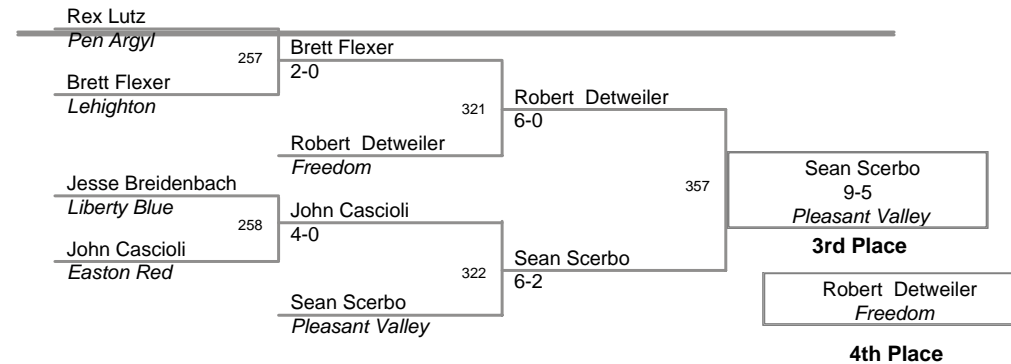 Rex Lutz
Pen Argyl
257
Brett Flexer
2-0
Brett Flexer
Lehighton
321
Robert Detweiler
6-0
Robert Detweiler
Freedom
Jesse Breidenbach
Liberty Blue
258
John Cascioli
4-0
John Cascioli
Easton Red
322
Sean Scerbo
6-2
Sean Scerbo
Pleasant Valley
357
Sean Scerbo
9-5
Pleasant Valley
3rd Place
Robert Detweiler
Freedom
4th Place